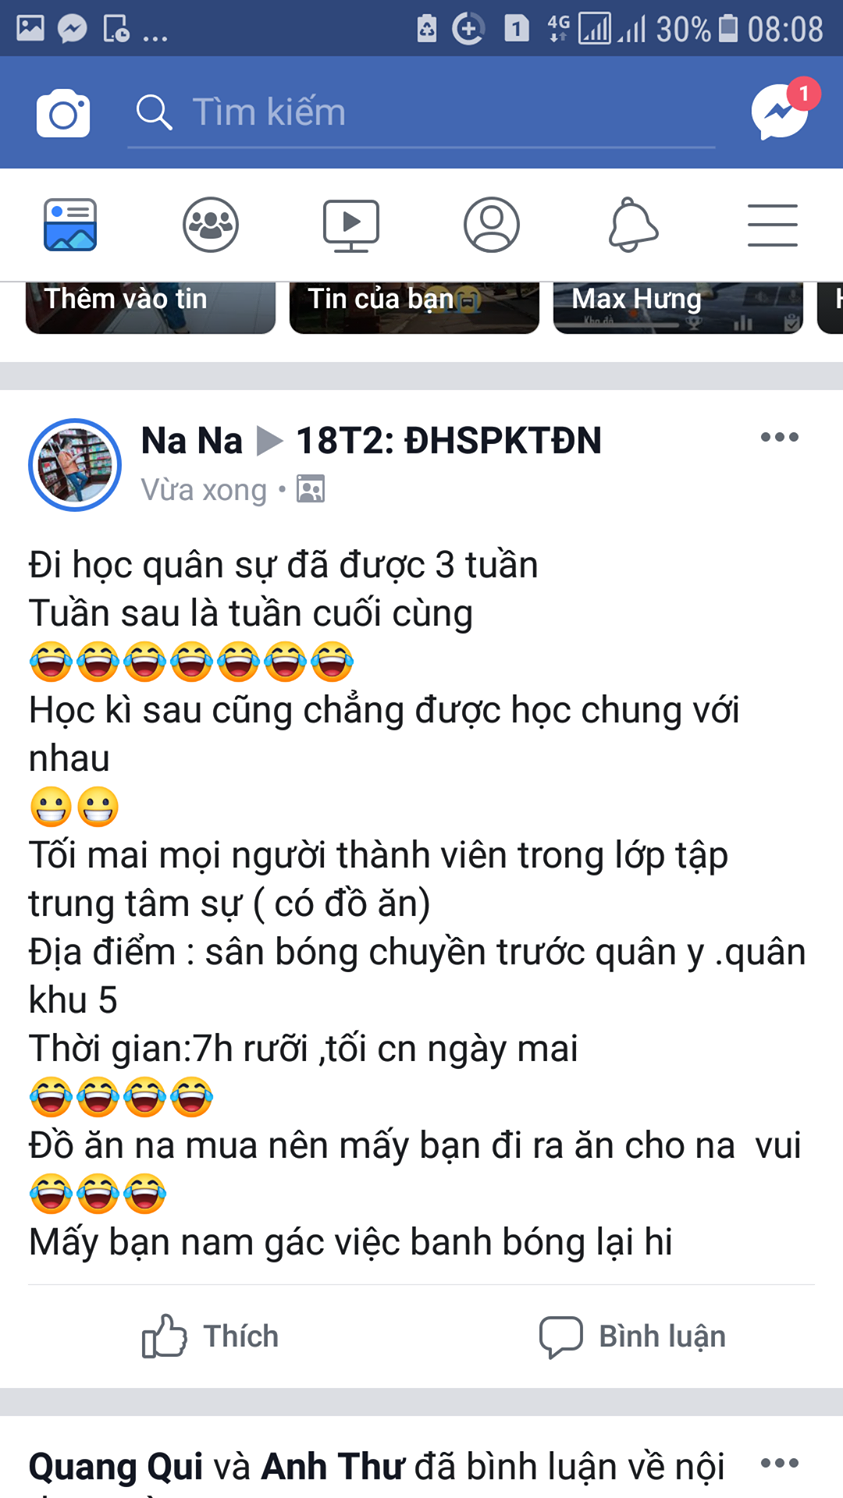 1 4G 30% 08:08
Tìm kiếm
1
Thêm vào tin
Tin của bạn😭
Max Hưng
Na Na ▶ 18T2: ĐHSPKTĐN
Vừa xong •
Đi học quân sự đã được 3 tuần
Tuần sau là tuần cuối cùng
😂😂😂😂😂😂😂
Học kì sau cũng chẳng được học chung với
nhau
😀😀
Tối mai mọi người thành viên trong lớp tập
trung tâm sự ( có đồ ăn)
Địa điểm : sân bóng chuyền trước quân y .quân
khu 5
Thời gian:7h rưỡi ,tối cn ngày mai
😂😂😂😂
Đồ ăn na mua nên mấy bạn đi ra ăn cho na  vui
😂😂😂
Mấy bạn nam gác việc banh bóng lại hi
Thích
Bình luận
Quang Qui và Anh Thư đã bình luận về nội